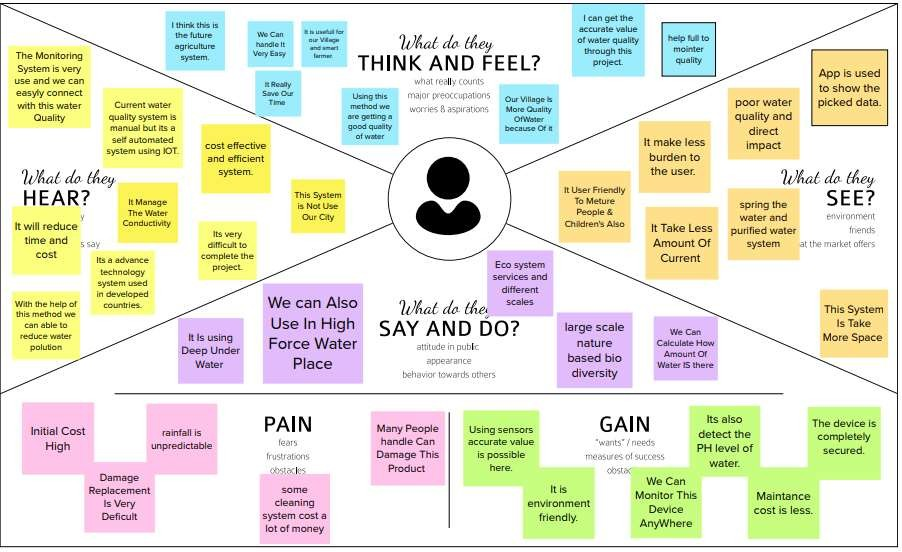 What do they
THINK AND FEEL?
what really counts
major preoccupations
worries & aspirations
I think this is
the future
agriculture
system.
We Can
handle It
Very Easy
It is usefull for
our Village
and smart
farmer.
It Really
Save Our
Time
Using this
method we
are getting a
good quality
of water
Our Village Is
More Quality
OfWater
because Of it
I can get the
accurate value
of water quality
through this
project.
help full to
mointer
quality
What do they
HEAR?
s say
The Monitoring
System is very
use and we can
easyly connect
with this water
Quality
Current water
quality system is
manual but its a
self automated
system using IOT.
cost effective
and efficient
system.
It Manage
The Water
Conductivity
This System
is Not Use
Our City
It will reduce
time and
cost
Its very
difficult to
complete the
project.
Its a advance
technology
system used
in developed
countries.
With the help of
this method we
can able to
reduce water
polution
What do they
SEE?
environment
friends
at the market offers
App is used
to show the
picked data.
poor water
quality and
direct
impact
It make less
burden to
the user.
It User Friendly
To Meture
People &
Children's Also
It Take Less
Amount Of
Current
spring the
water and
purified water
system
This System
Is Take
More Space
What do they
SAY AND DO?
attitude in public
appearance
behavior towards others
Eco system
services and
different
scales
We can Also
Use In High
Force Water
Place
It Is using
Deep Under
Water
large scale
nature
based bio
diversity
We Can
Calculate How
Amount Of
Water IS there
PAIN
fears
frustrations
obstacles
Initial Cost
High
rainfall is
unpredictable
Damage
Replacement
Is Very
Deficult
some
cleaning
system cost a
lot of money
Many People
handle Can
Damage This
Product
GAIN
"wants" / needs
measures of success
Using sensors
accurate value
is possible
here.
It is
environment
friendly.
We Can
Monitor This
Device
AnyWhere
Its also
detect the
PH level of
water.
Maintance
cost is less.
The device is
completely
secured.